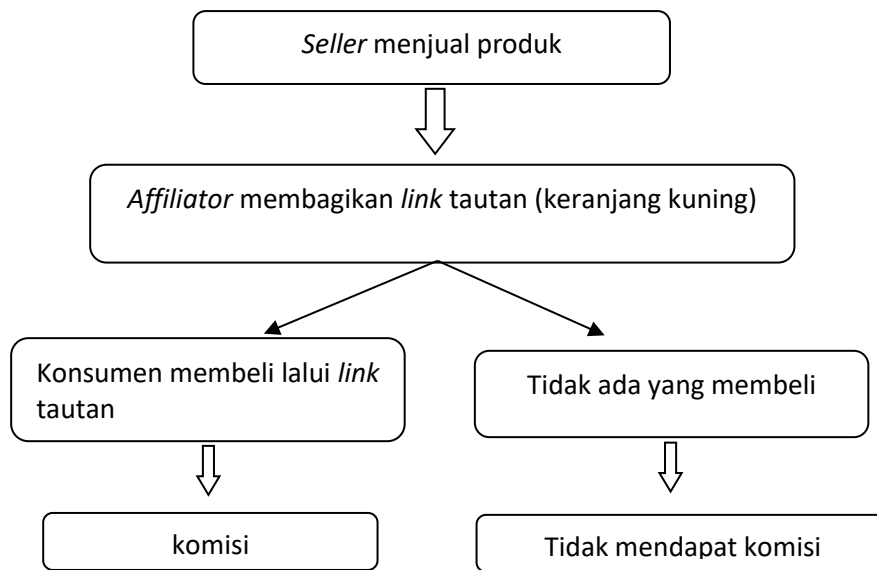 Seller menjual produk
Affiliator membagikan link tautan (keranjang kuning)
Konsumen membeli lalui link
tautan
Tidak ada yang membeli
komisi
Tidak mendapat komisi